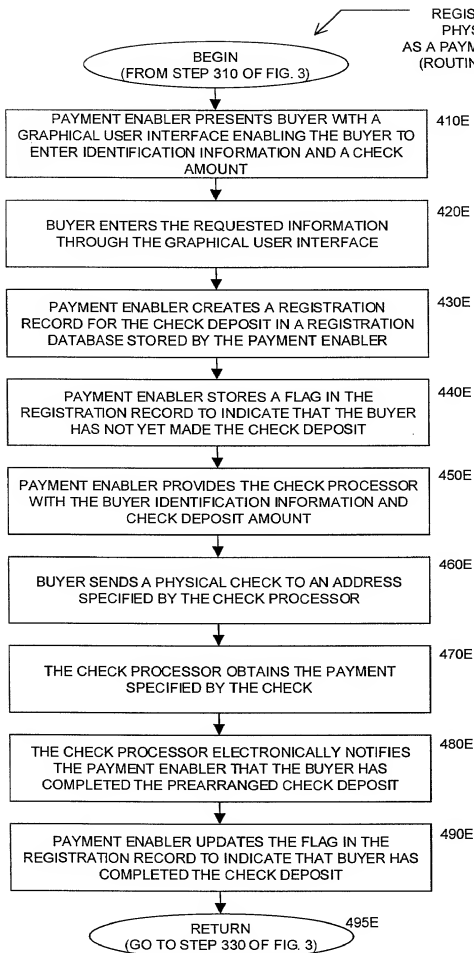 REGIS
PHYS
AS A PAYM
(ROUTIN
BEGIN
(FROM STEP 310 OF FIG. 3)
PAYMENT ENABLER PRESENTS BUYER WITH A
GRAPHICAL USER INTERFACE ENABLING THE BUYER TO
ENTER IDENTIFICATION INFORMATION AND A CHECK
AMOUNT
410E
BUYER ENTERS THE REQUESTED INFORMATION
THROUGH THE GRAPHICAL USER INTERFACE
420E
PAYMENT ENABLER CREATES A REGISTRATION
RECORD FOR THE CHECK DEPOSIT IN A REGISTRATION
DATABASE STORED BY THE PAYMENT ENABLER
430E
PAYMENT ENABLER STORES A FLAG IN THE
REGISTRATION RECORD TO INDICATE THAT THE BUYER
HAS NOT YET MADE THE CHECK DEPOSIT
440E
PAYMENT ENABLER PROVIDES THE CHECK PROCESSOR
WITH THE BUYER IDENTIFICATION INFORMATION AND
CHECK DEPOSIT AMOUNT
450E
BUYER SENDS A PHYSICAL CHECK TO AN ADDRESS
SPECIFIED BY THE CHECK PROCESSOR
460E
THE CHECK PROCESSOR OBTAINS THE PAYMENT
SPECIFIED BY THE CHECK
470E
THE CHECK PROCESSOR ELECTRONICALLY NOTIFIES
THE PAYMENT ENABLER THAT THE BUYER HAS
COMPLETED THE PREARRANGED CHECK DEPOSIT
480E
PAYMENT ENABLER UPDATES THE FLAG IN THE
REGISTRATION RECORD TO INDICATE THAT BUYER HAS
COMPLETED THE CHECK DEPOSIT
490E
RETURN
(GO TO STEP 330 OF FIG. 3)
495E